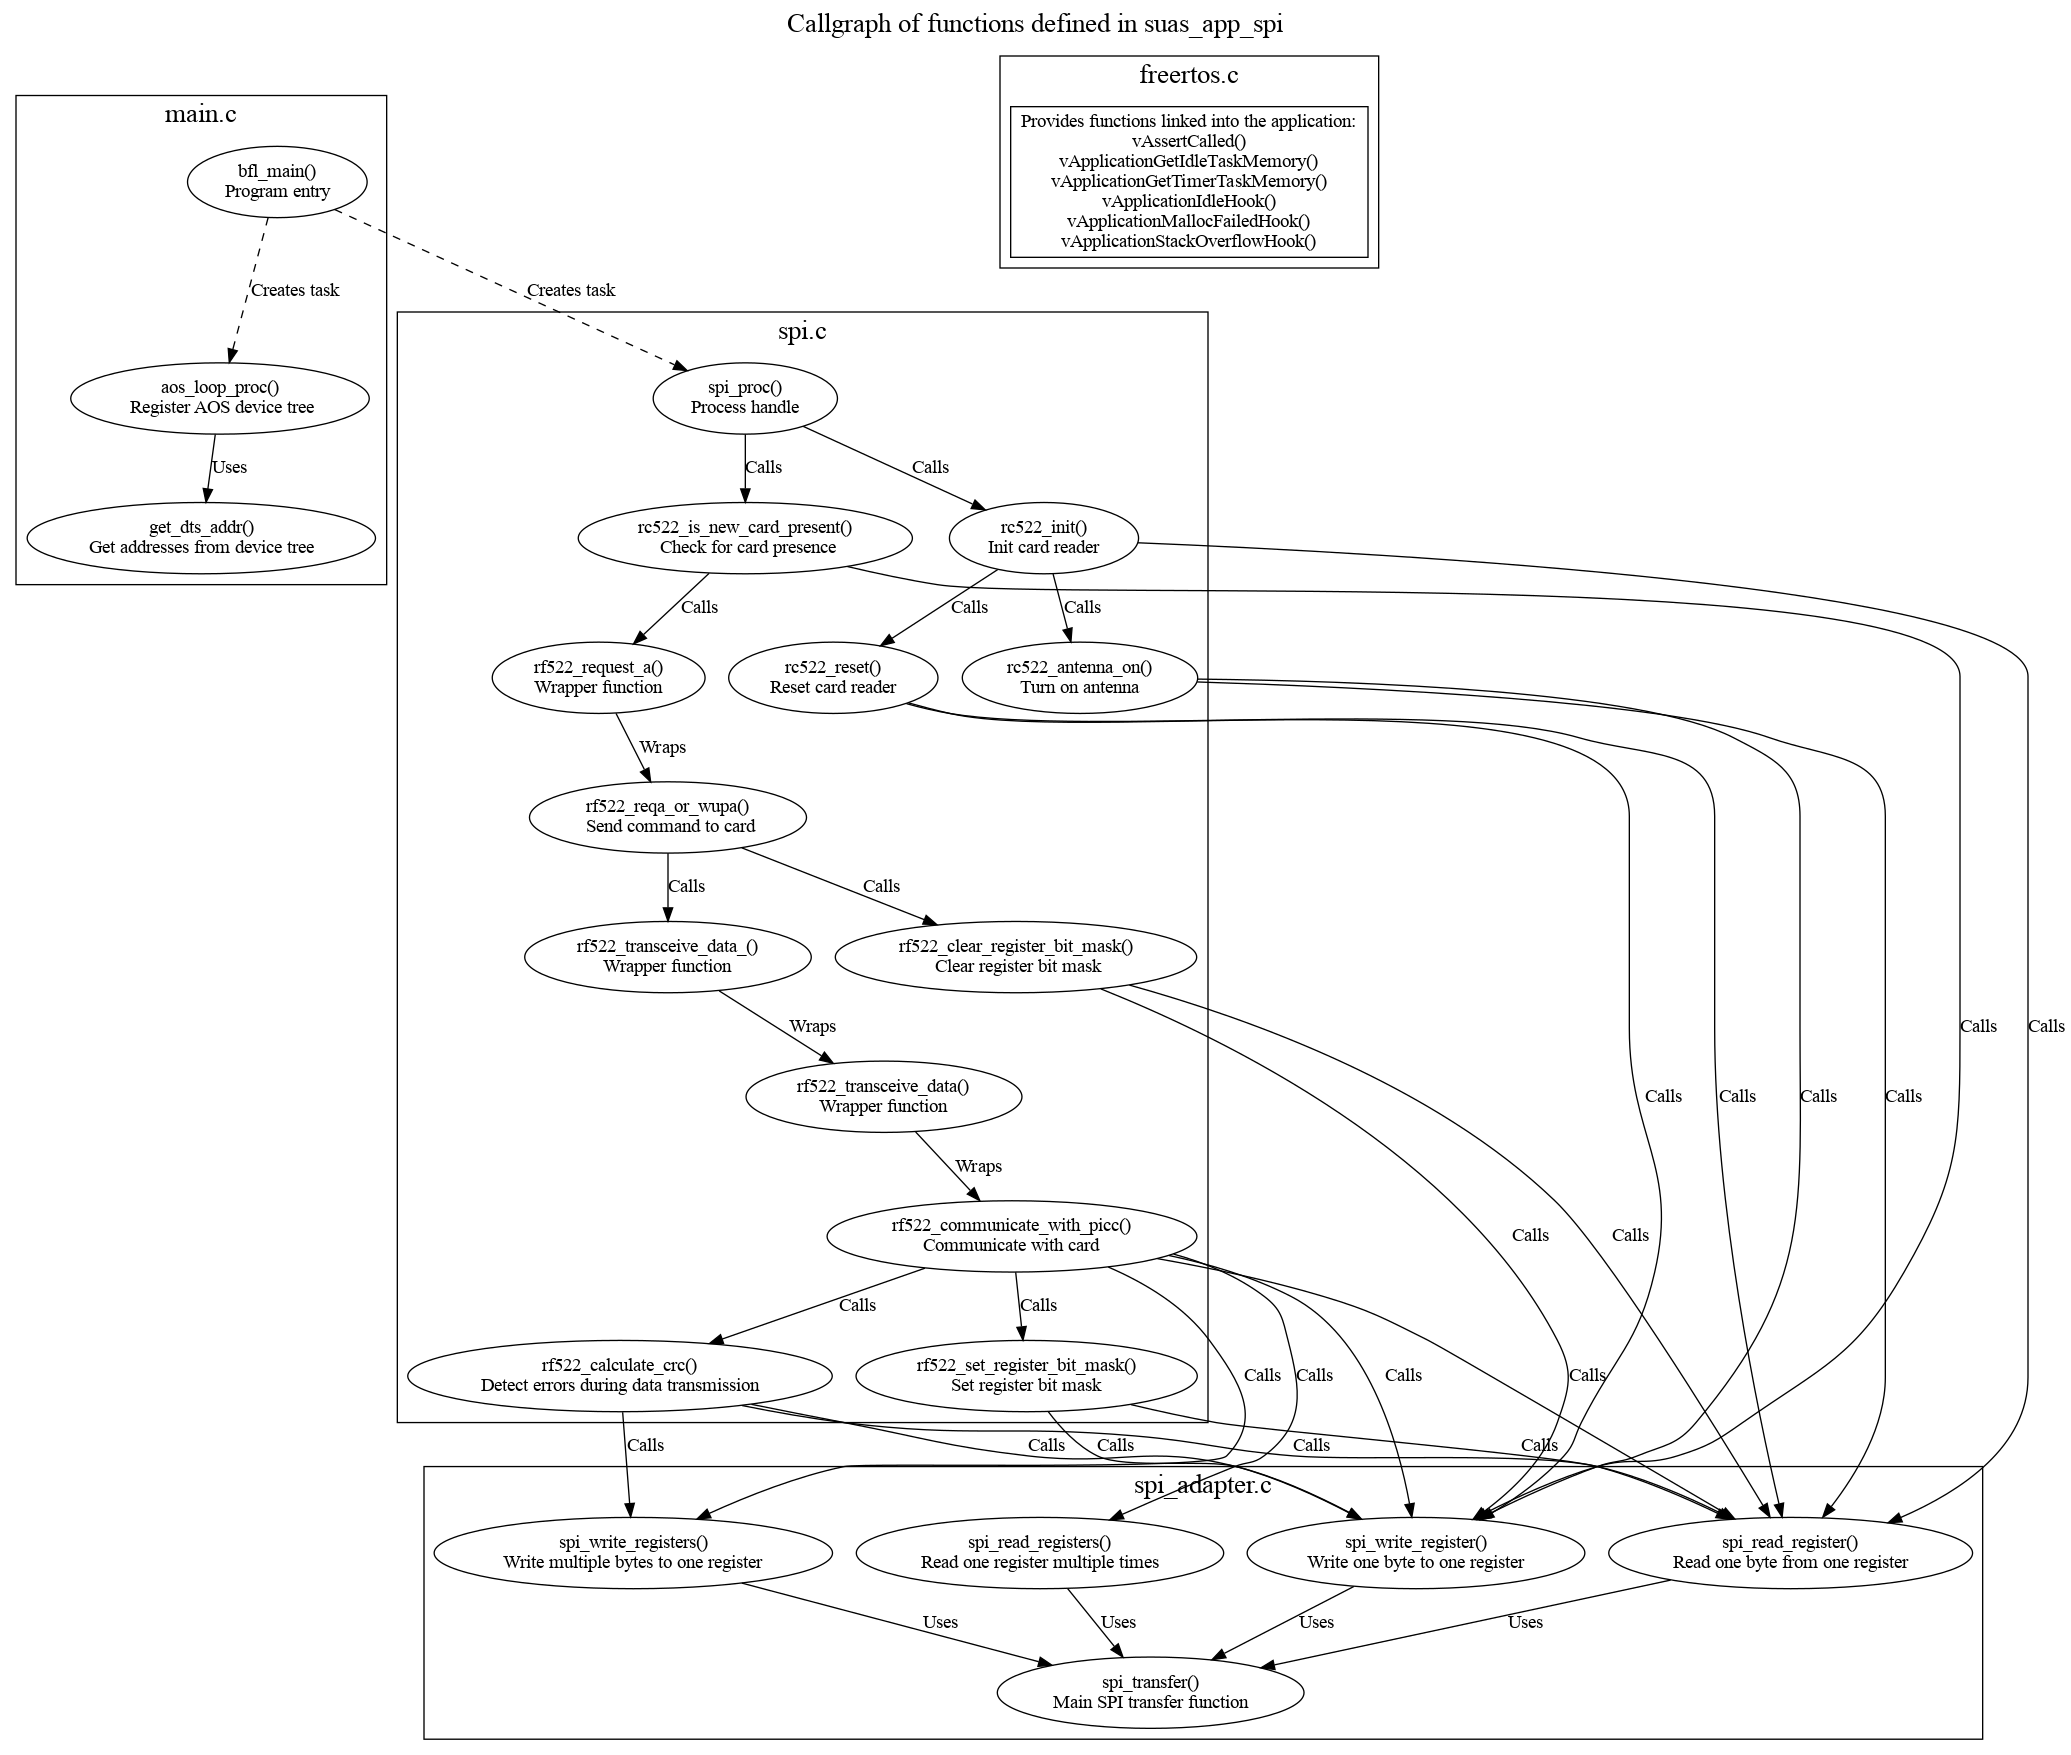 Callgraph of functions defined in suas_app_spi
freertos.c
Provides functions linked into the application:
vAssertCalled()
vApplicationGetIdleTaskMemory()
vApplicationGetTimerTaskMemory()
vApplicationIdleHook()
vApplicationMallocFailedHook()
vApplicationStackOverflowHook()
main.c
bfl_main()
Program entry
Creates task
Creates task
aos_loop_proc()
Register AOS device tree
Uses
get_dts_addr()
Get addresses from device tree
spi.c
spi_proc()
Process handle
Calls
Calls
rc522_is_new_card_present()
Check for card presence
rc522_init()
Init card reader
Calls
Calls
Calls
rf522_request_a()
Wrapper function
rc522_reset()
Reset card reader
rc522_antenna_on()
Turn on antenna
Wraps
rf522_reqa_or_wupa()
Send command to card
Calls
Calls
rf522_transceive_data_()
Wrapper function
rf522_clear_register_bit_mask()
Clear register bit mask
Wraps
Calls
Calls
rf522_transceive_data()
Wrapper function
Calls
Calls
Calls
Calls
Wraps
rf522_communicate_with_picc()
Communicate with card
Calls
Calls
Calls
Calls
rf522_calculate_crc()
Detect errors during data transmission
rf522_set_register_bit_mask()
Set register bit mask
Calls
Calls
Calls
Calls
Calls
Calls
Calls
Calls
Calls
spi_adapter.c
spi_write_registers()
Write multiple bytes to one register
spi_read_registers()
Read one register multiple times
spi_write_register()
Write one byte to one register
spi_read_register()
Read one byte from one register
Uses
Uses
Uses
Uses
spi_transfer()
Main SPI transfer function